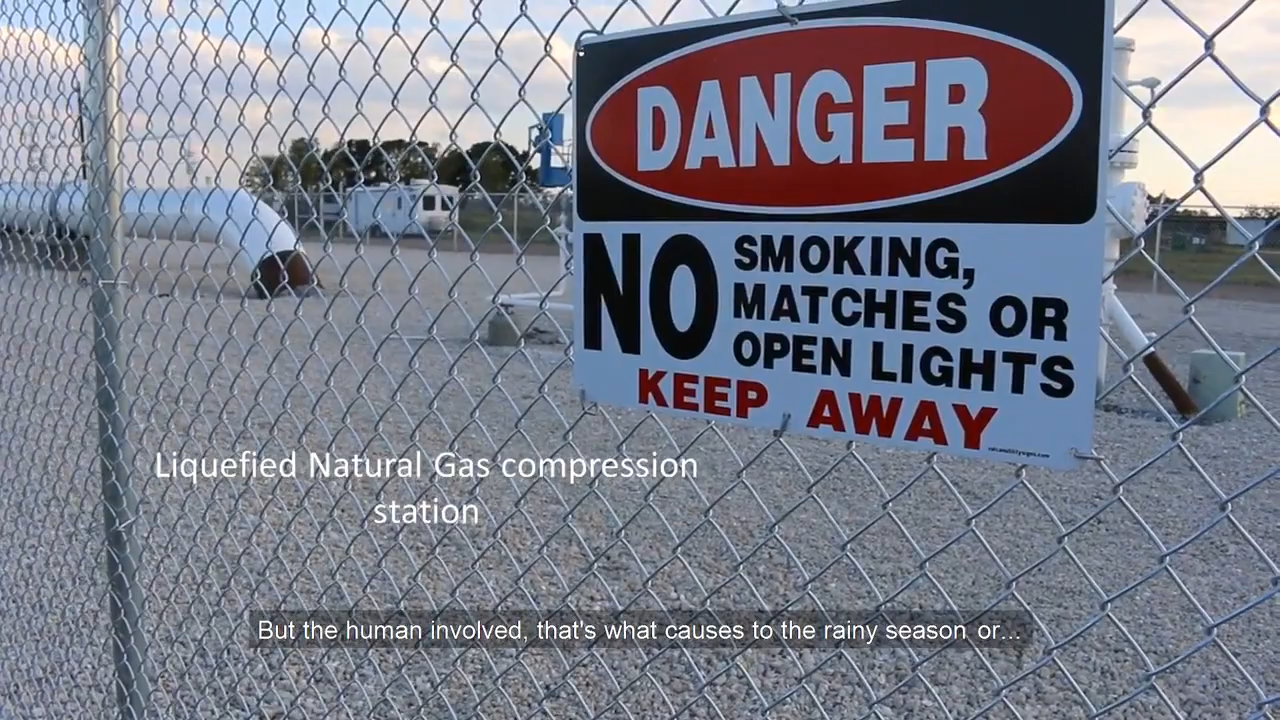 DANGER
NO SMOKING,
MATCHES OR
OPEN LIGHTS
KEEP AWAY
Liquefied Natural Gas compression
station
But the human involved, that's what causes to the rainy season or...